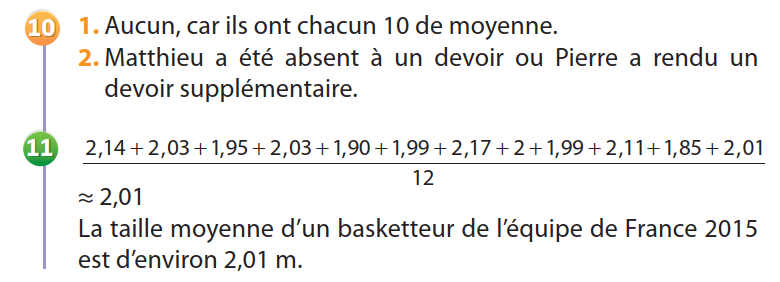 10 1. Aucun, car ils ont chacun 10 de moyenne.
2. Matthieu a été absent à un devoir ou Pierre a rendu un
devoir supplémentaire.
11 2,14 + 2,03 + 1,95 + 2,03 + 1,90 + 1,99 + 2,17 + 2 + 1,99 + 2,11 + 1,85 + 2,01
12
≈ 2,01
La taille moyenne d’un basketteur de l’équipe de France 2015
est d’environ 2,01 m.